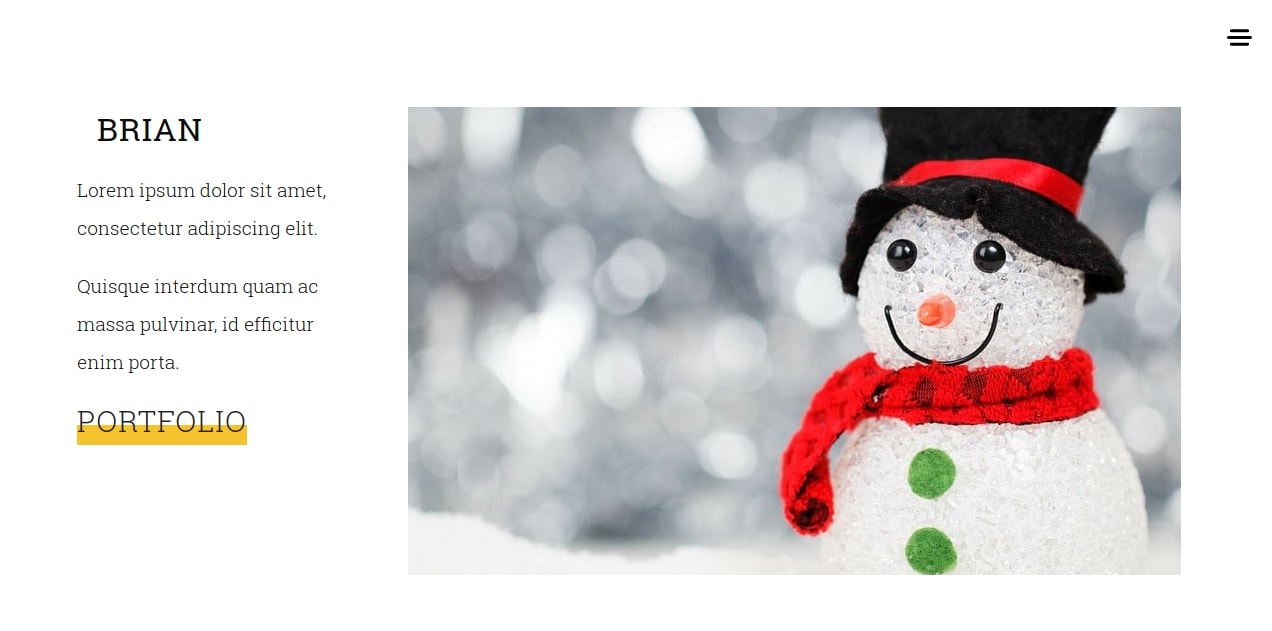 BRIAN
Lorem ipsum dolor sit amet,
consectetur adipiscing elit.
Quisque interdum quam ac
massa pulvinar, id efficitur
enim porta.
PORTFOLIO